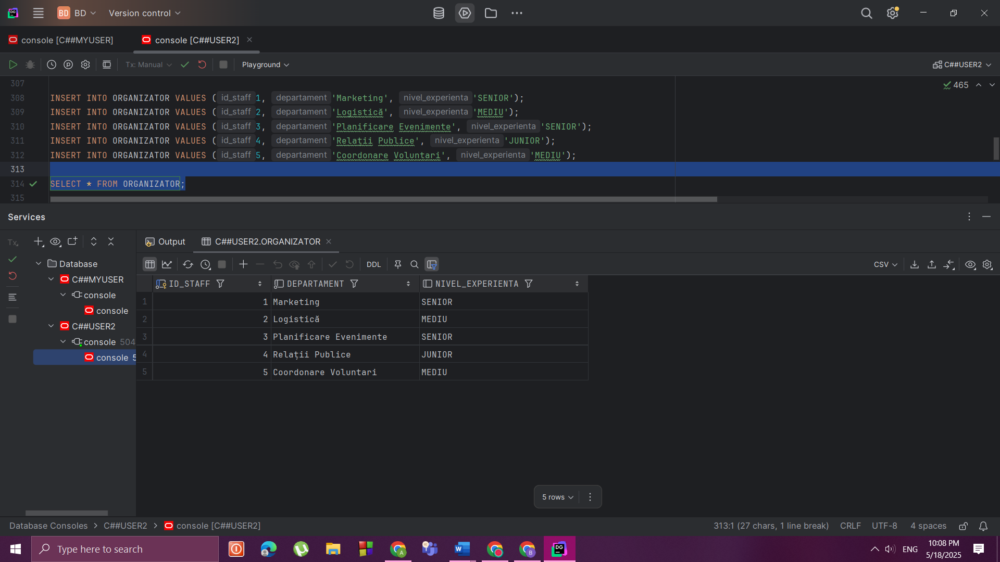 BD BD Version control
console [C##MYUSER] console [C##USER2]
Tx: Manual Playground C##USER2
307
465
308 INSERT INTO ORGANIZATOR VALUES ( id_staff 1, departament 'Marketing', nivel_experienta 'SENIOR');
309 INSERT INTO ORGANIZATOR VALUES ( id_staff 2, departament 'Logistică', nivel_experienta 'MEDIU');
310 INSERT INTO ORGANIZATOR VALUES ( id_staff 3, departament 'Planificare Evenimente', nivel_experienta 'SENIOR');
311 INSERT INTO ORGANIZATOR VALUES ( id_staff 4, departament 'Relații Publice', nivel_experienta 'JUNIOR');
312 INSERT INTO ORGANIZATOR VALUES ( id_staff 5, departament 'Coordonare Voluntari', nivel_experienta 'MEDIU');
313
314 SELECT * FROM ORGANIZATOR;
315
Services
Tx
Database
C##MYUSER
console
console
C##USER2
console 504
console 5
Output C##USER2.ORGANIZATOR
DDL CSV
ID_STAFF DEPARTAMENT NIVEL_EXPERIENTA
1 1 Marketing SENIOR
2 2 Logistică MEDIU
3 3 Planificare Evenimente SENIOR
4 4 Relații Publice JUNIOR
5 5 Coordonare Voluntari MEDIU
5 rows
Database Consoles > C##USER2 > console [C##USER2] 313:1 (27 chars, 1 line break) CRLF UTF-8 4 spaces
Type here to search
ENG
10:08 PM
5/18/2025